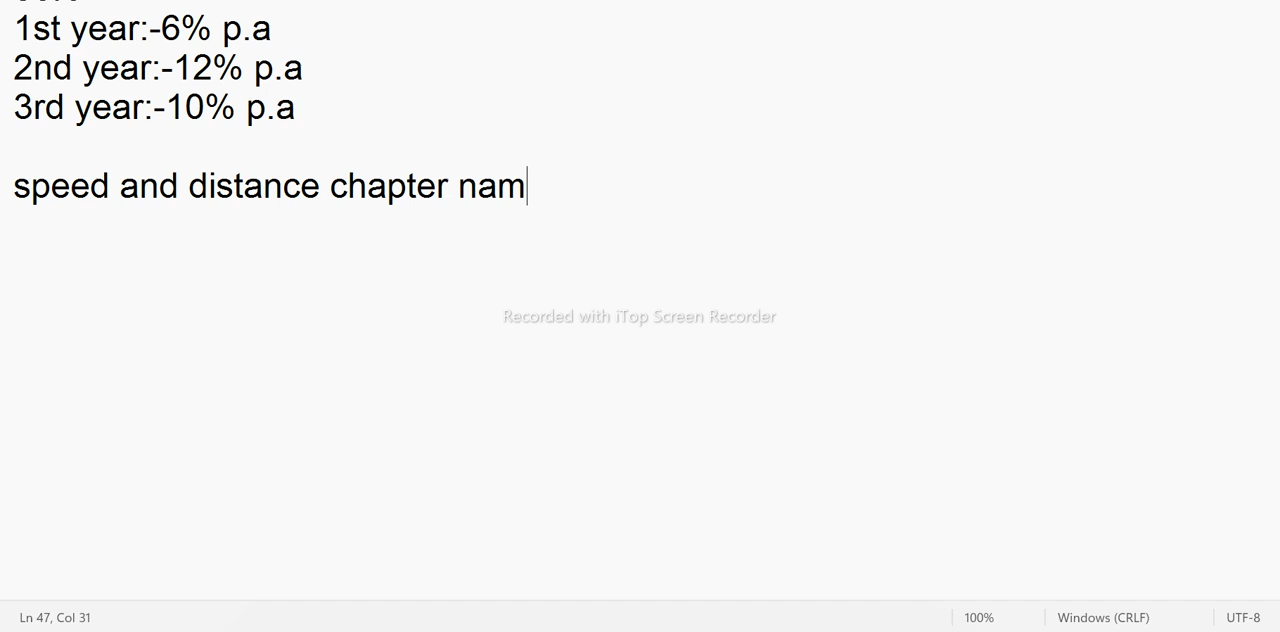 1st year:-6% p.a
2nd year:-12% p.a
3rd year:-10% p.a
speed and distance chapter nam
Recorded with iTop Screen Recorder
Ln 47, Col 31
100%
Windows (CRLF)
UTF-8